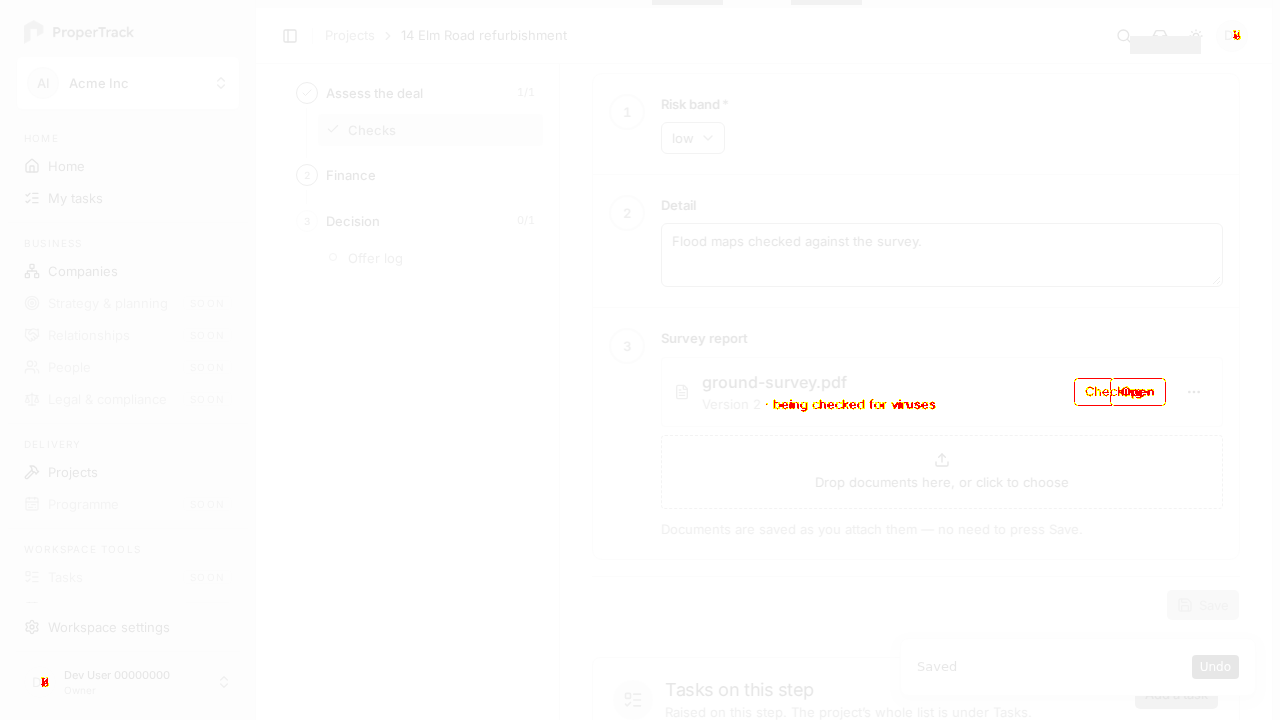 ProperTrack
AI Acme Inc
HOME
Home
My tasks
BUSINESS
Companies
Strategy & planning SOON
Relationships SOON
People SOON
Legal & compliance SOON
DELIVERY
Projects
Programme SOON
WORKSPACE TOOLS
Tasks SOON
Workspace settings
Dev User 00000000
Owner
Projects > 14 Elm Road refurbishment
Assess the deal 1/1
Checks
2 Finance
3 Decision 0/1
Offer log
1 Risk band *
low
2 Detail
Flood maps checked against the survey.
3 Survey report
ground-survey.pdf
Version 2 · being checked for viruses
Open
Drop documents here, or click to choose
Documents are saved as you attach them — no need to press Save.
Save
Saved
Undo
Tasks on this step
Raised on this step. The project's whole list is under Tasks.